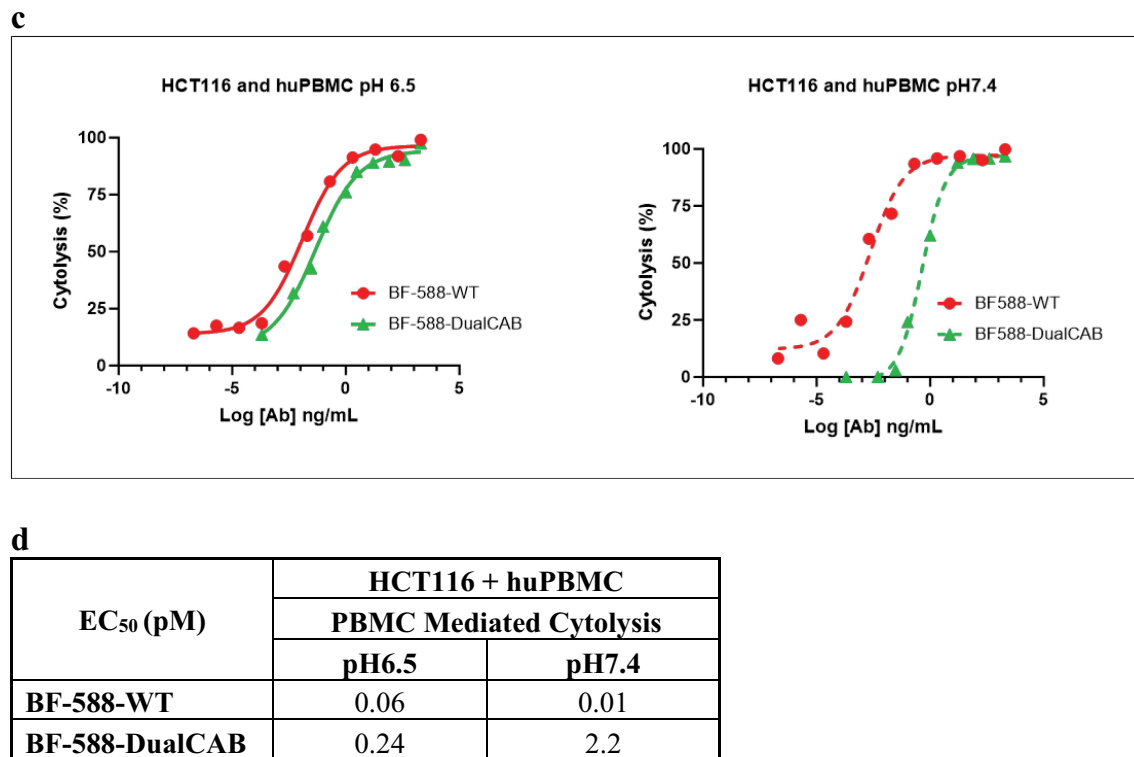 c
HCT116 and huPBMC pH 6.5
100
75
50
25
0
Cytolysis (%)
-10
-5
0
5
Log [Ab] ng/mL
BF-588-WT
BF-588-DualCAB
HCT116 and huPBMC pH7.4
100
75
50
25
0
Cytolysis (%)
-10
-5
0
5
Log [Ab] ng/mL
BF588-WT
BF588-DualCAB
d
EC₅₀ (pM)
HCT116 + huPBMC
PBMC Mediated Cytolysis
pH6.5 pH7.4
BF-588-WT 0.06 0.01
BF-588-DualCAB 0.24 2.2